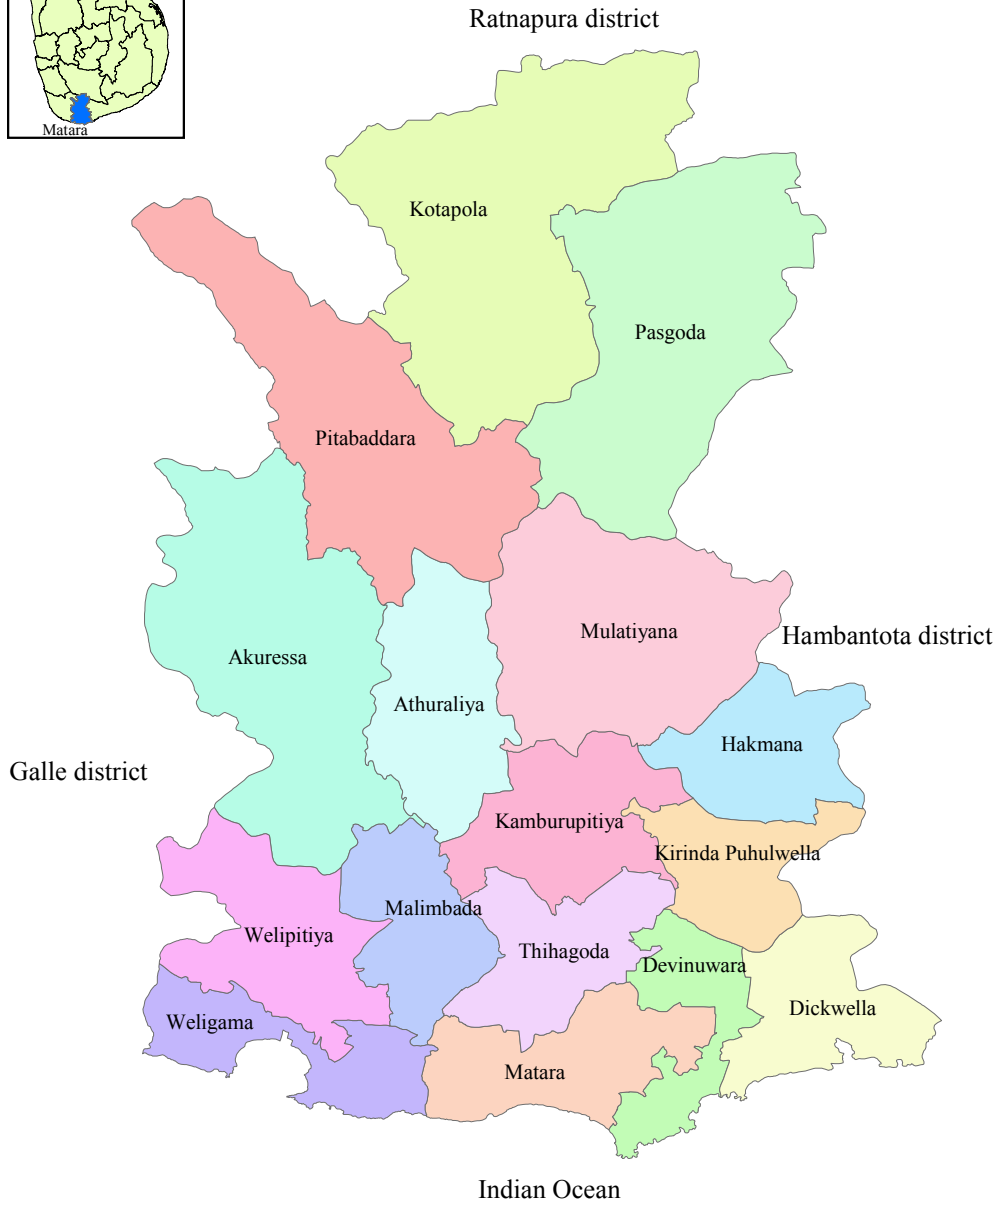 Ratnapura district
Matara
Kotapola
Pasgoda
Pitabaddara
Mulatiyana
Hambantota district
Akuressa
Athuraliya
Hakmana
Galle district
Kamburupitiya
Kirinda Puhulwella
Malimbada
Welipitiya
Thihagoda
Devinuwara
Dickwella
Weligama
Matara
Indian Ocean